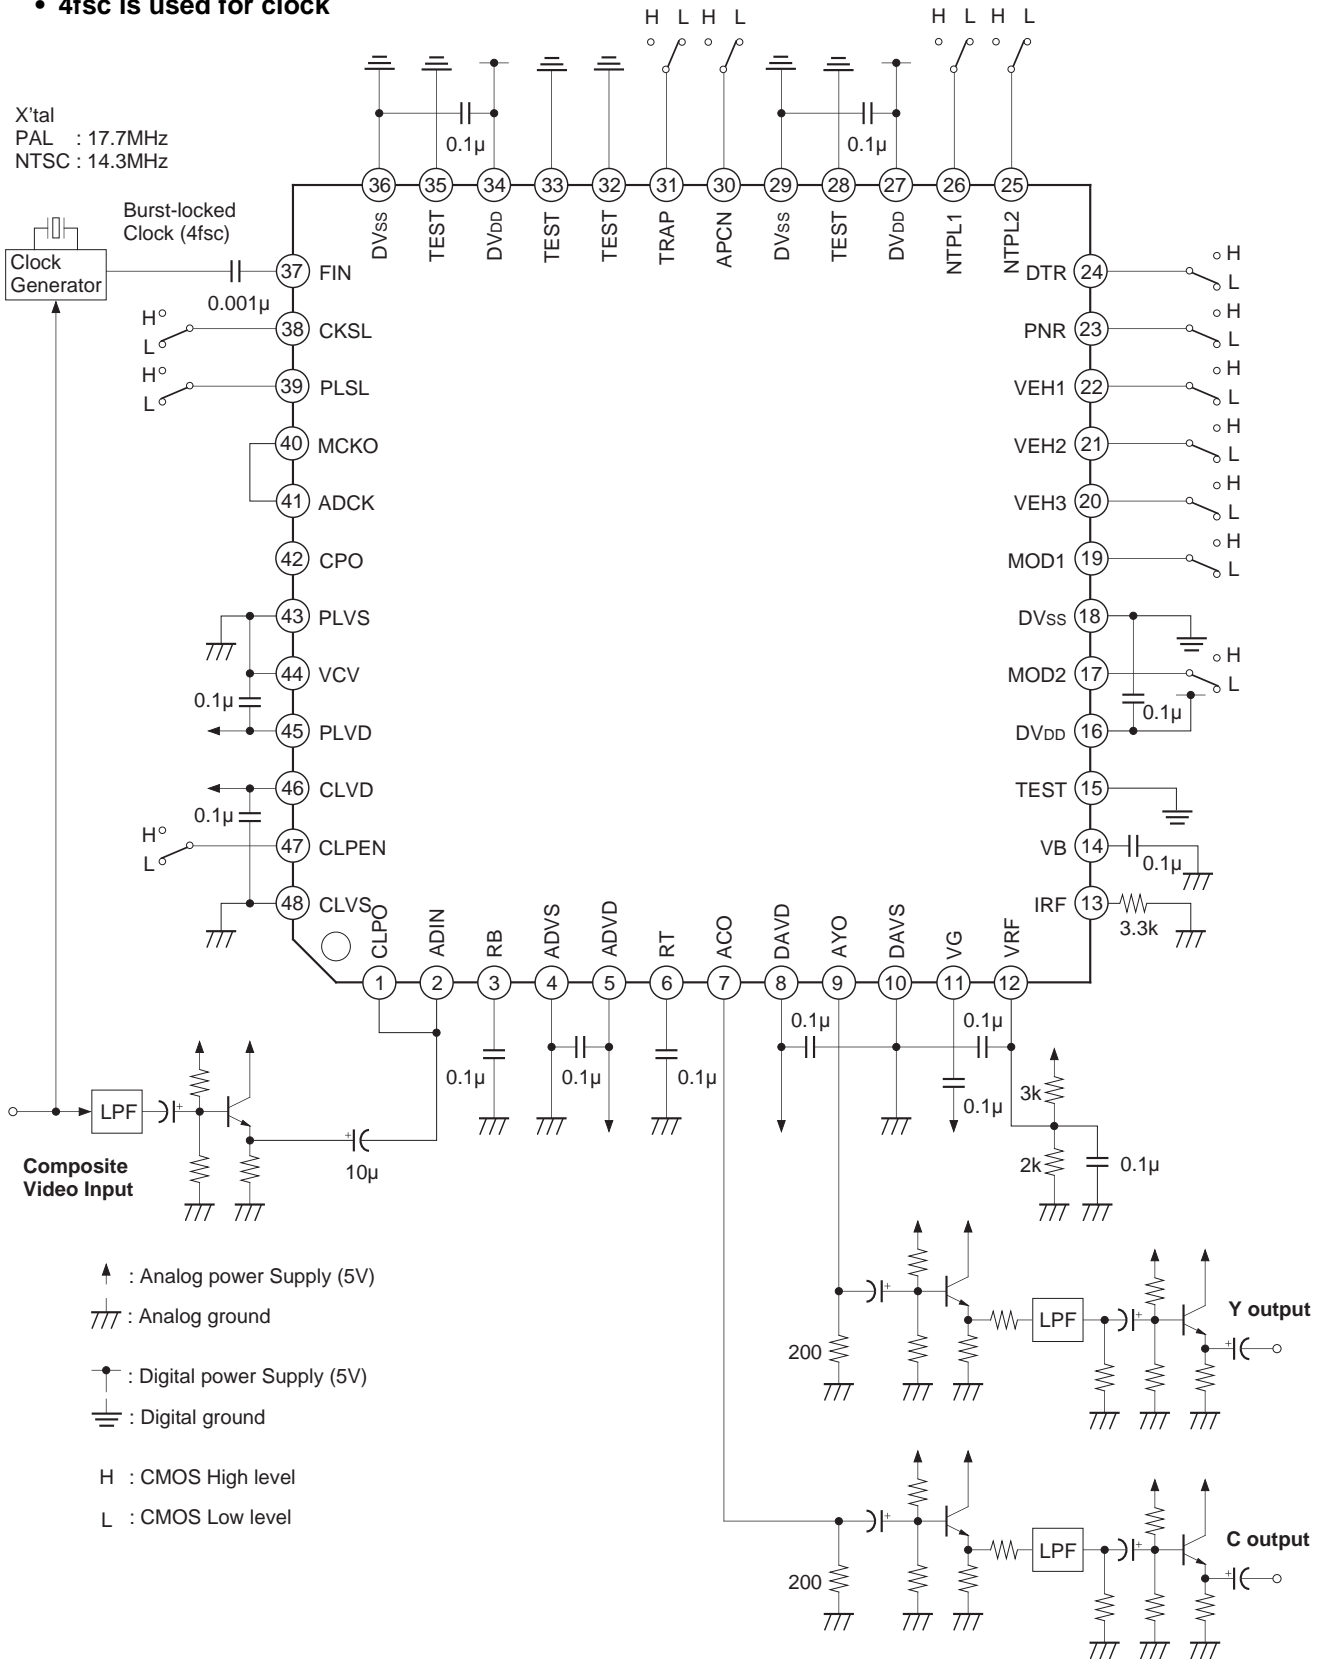 • 4fsc is used for clock
H L H L
H L H L
X'tal
PAL : 17.7MHz
NTSC : 14.3MHz
0.1µ
0.1µ
36 35 34 33 32 31 30 29 28 27 26 25
DVSS TEST DVDD TEST TEST TRAP APCN DVSS TEST DVDD NTPL1 NTPL2
Burst-locked
Clock (4fsc)
Clock
Generator
0.001µ
37 FIN
H
L
38 CKSL
H
L
39 PLSL
40 MCKO
41 ADCK
42 CPO
43 PLVS
44 VCV
0.1µ
45 PLVD
46 CLVD
0.1µ
H
L
47 CLPEN
48 CLVS
DTR 24
H
L
PNR 23
H
L
VEH1 22
H
L
VEH2 21
H
L
VEH3 20
H
L
MOD1 19
H
L
DVSS 18
MOD2 17
H
L
0.1µ
DVDD 16
TEST 15
VB 14
0.1µ
IRF 13
3.3k
CLPO ADIN RB ADVS ADVD RT ACO DAVD AYO DAVS VG VRF
1 2 3 4 5 6 7 8 9 10 11 12
0.1µ
0.1µ
0.1µ
0.1µ
0.1µ
0.1µ
3k
2k
0.1µ
LPF
10µ
Composite
Video Input
: Analog power Supply (5V)
: Analog ground
: Digital power Supply (5V)
: Digital ground
H : CMOS High level
L : CMOS Low level
200
LPF
Y output
200
LPF
C output